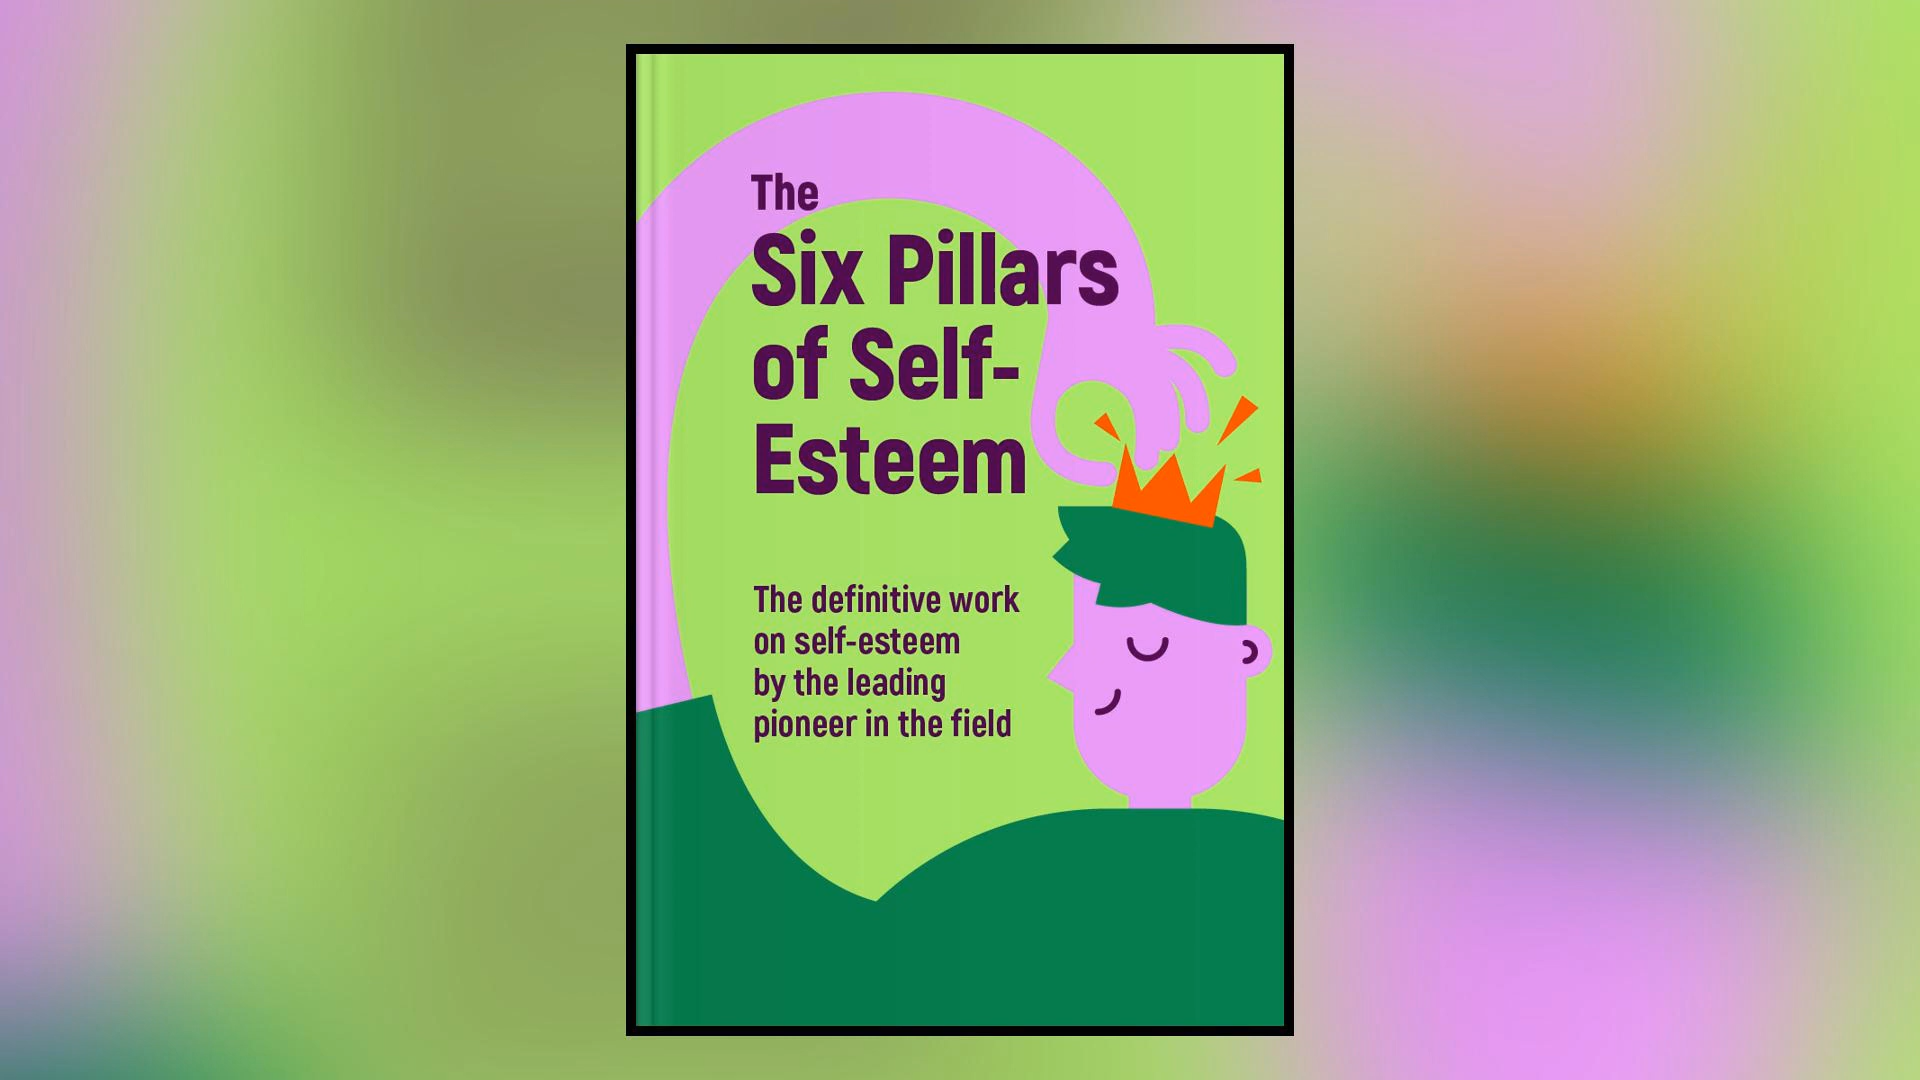 The
Six Pillars
of Self-
Esteem
The definitive work
on self-esteem
by the leading
pioneer in the field